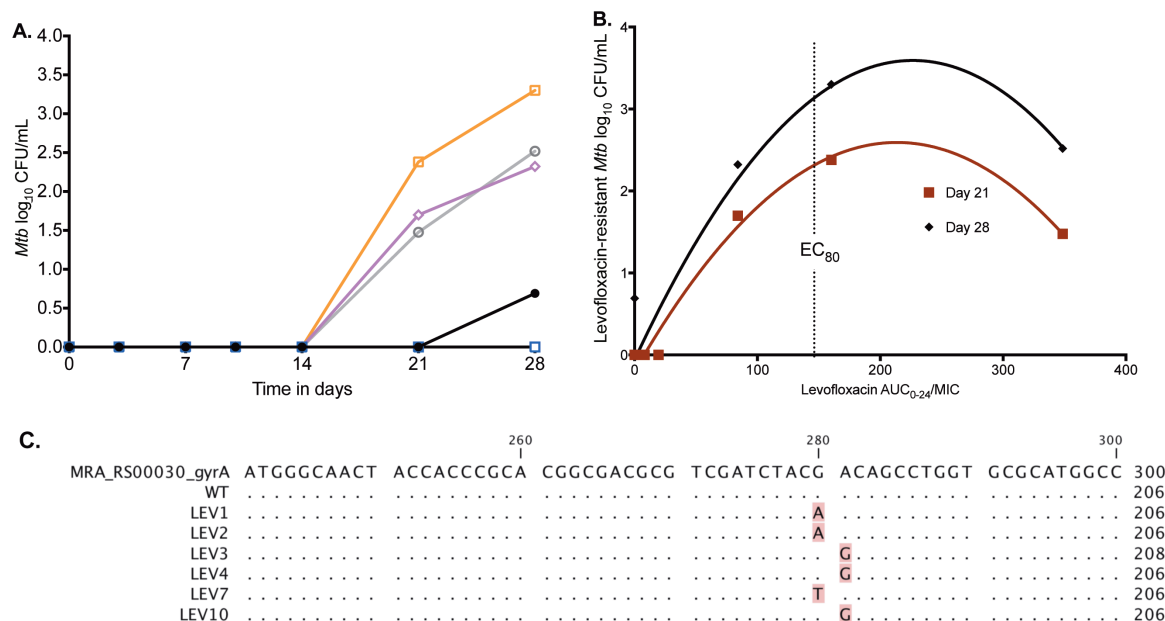 A.
4.0
3.5
3.0
2.5
2.0
1.5
1.0
0.5
0.0
Mtb log10 CFU/mL
0
7
14
21
28
Time in days
B.
4
3
2
1
0
Levofloxacin-resistant Mtb log10 CFU/mL
Day 21
Day 28
EC80
0
100
200
300
400
Levofloxacin AUC0-24/MIC
C.
260
280
300
MRA_RS00030_gyrA ATGGGCAACT ACCACCCGCA CGGCGACGCG TCGATCTACG ACAGCCTGGT GCGCATGGCC 300
WT .......... .......... .......... .......... .......... .......... 206
LEV1 .......... .......... .......... .........A .......... .......... 206
LEV2 .......... .......... .......... .........A .......... .......... 206
LEV3 .......... .......... .......... .......... G......... .......... 208
LEV4 .......... .......... .......... .......... G......... .......... 206
LEV7 .......... .......... .......... .........T .......... .......... 206
LEV10 .......... .......... .......... .......... G......... .......... 206